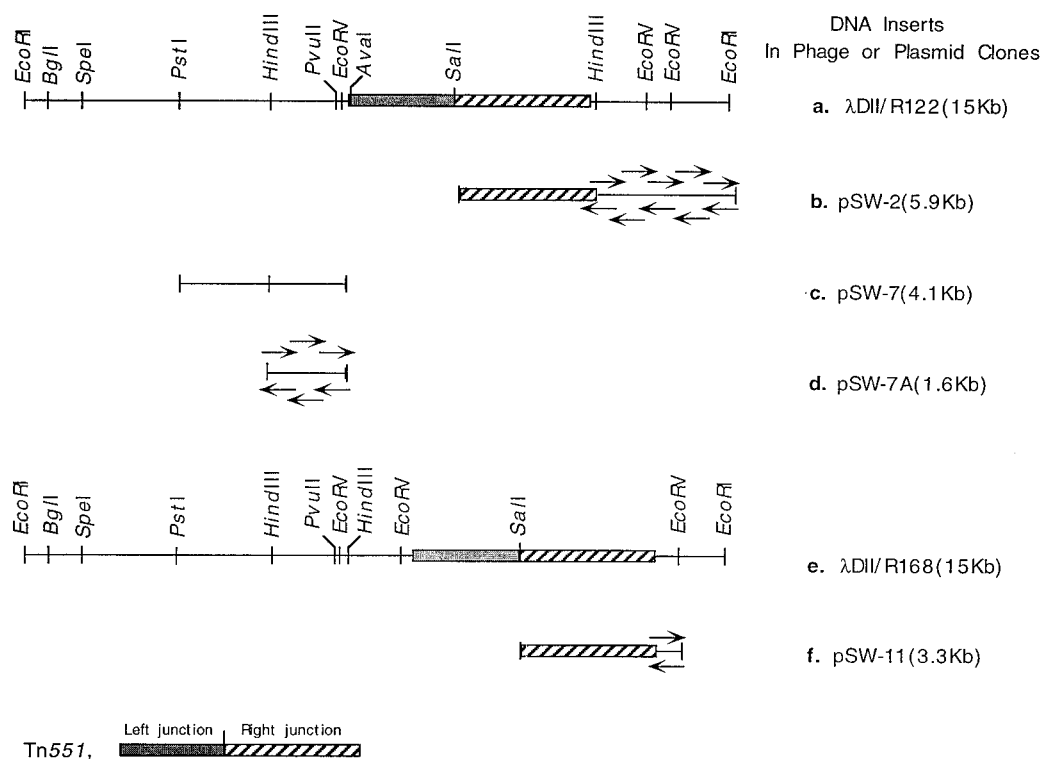 DNA Inserts
In Phage or Plasmid Clones
EcoRI
BglI
SpeI
PstI
HindIII
PvuII
EcoRV
AvaI
SalI
HindIII
EcoRV
EcoRV
EcoRI
a. λDII/R122(15Kb)
b. pSW-2(5.9Kb)
c. pSW-7(4.1Kb)
d. pSW-7A(1.6Kb)
EcoRI
BglI
SpeI
PstI
HindIII
PvuII
EcoRV
HindIII
EcoRV
SalI
EcoRV
EcoRI
e. λDII/R168(15Kb)
f. pSW-11(3.3Kb)
Left junction
Right junction
Tn551,